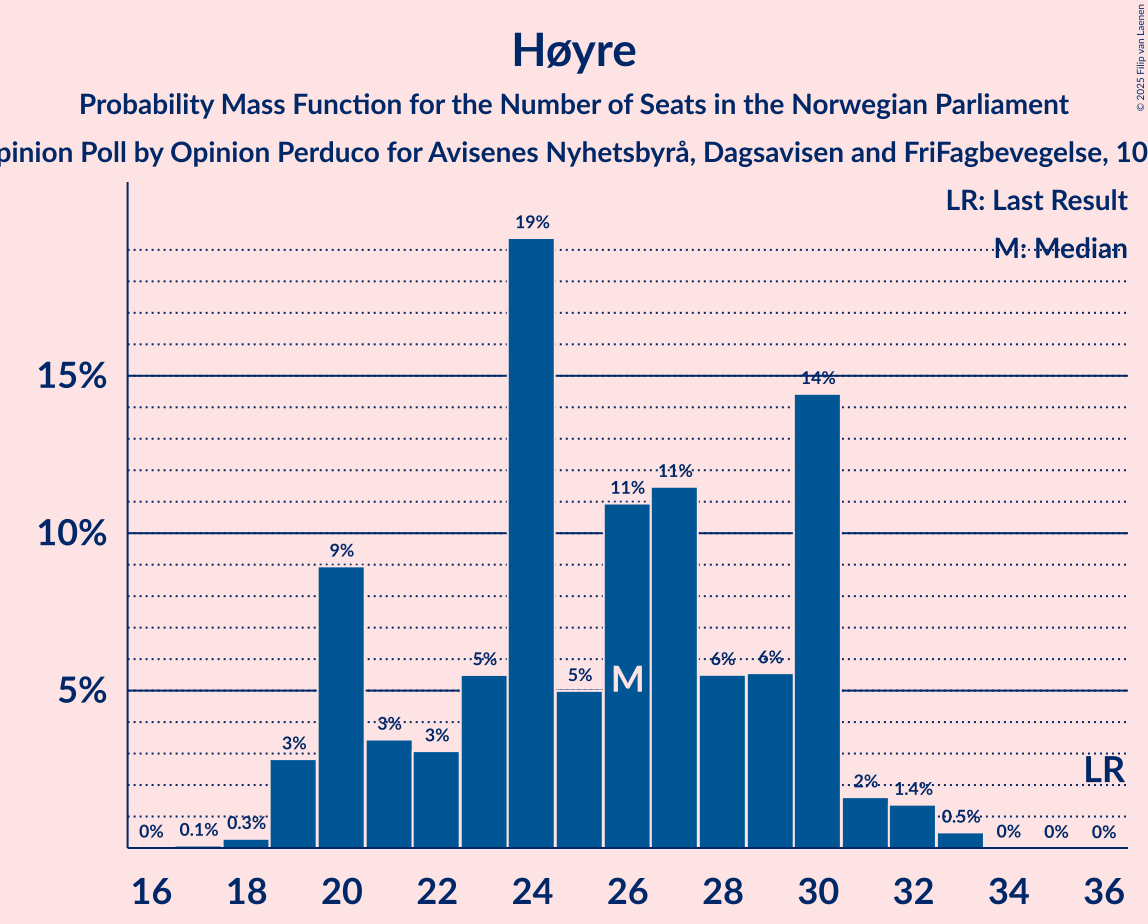 Høyre
Probability Mass Function for the Number of Seats in the Norwegian Parliament
pinion Poll by Opinion Perduco for Avisenes Nyhetsbyrå, Dagsavisen and FriFagbevegelse, 10
© 2025 Filip van Laenen
LR: Last Result
M: Median
15%
10%
5%
0%
0.1%
0.3%
3%
9%
3%
3%
5%
19%
5%
11%
11%
6%
6%
14%
2%
1.4%
0.5%
0%
0%
0%
M
LR
16 18 20 22 24 26 28 30 32 34 36